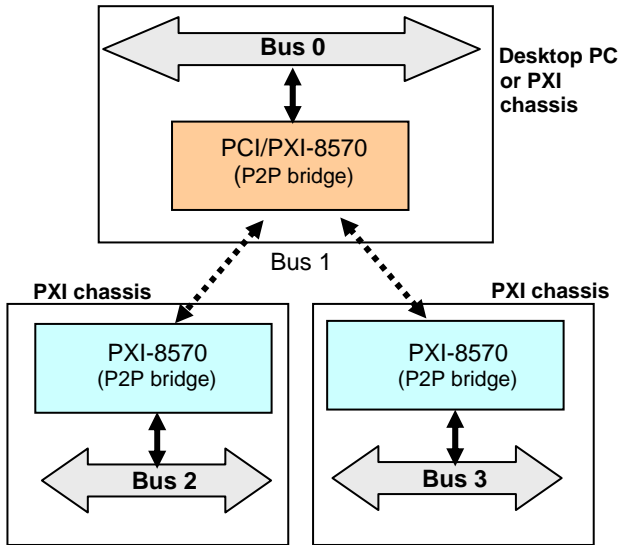 Bus 0
Desktop PC
or PXI
chassis
PCI/PXI-8570
(P2P bridge)
Bus 1
PXI chassis
PXI-8570
(P2P bridge)
Bus 2
PXI chassis
PXI-8570
(P2P bridge)
Bus 3